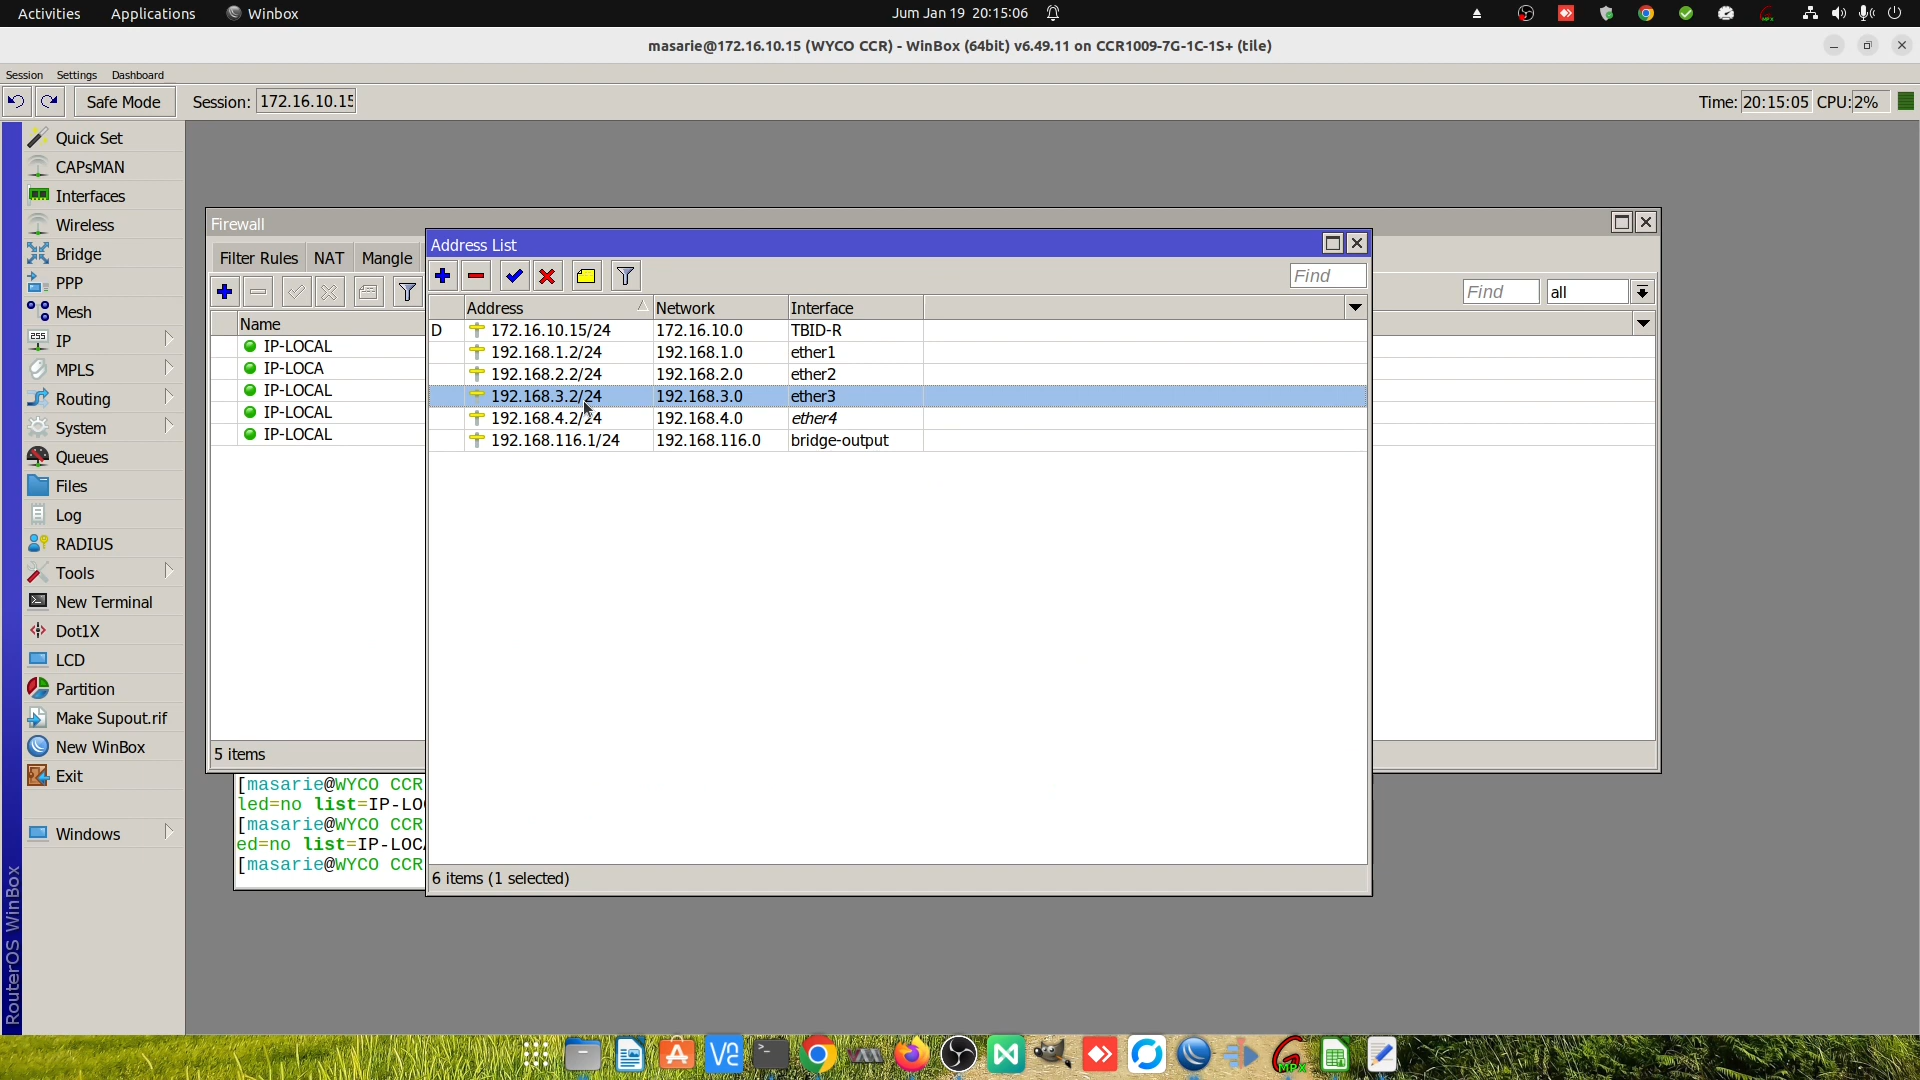 Activities Applications Winbox Jum Jan 19 20:15:06
masarie@172.16.10.15 (WYCO CCR) - WinBox (64bit) v6.49.11 on CCR1009-7G-1C-1S+ (tile)
Session Settings Dashboard
Safe Mode Session: 172.16.10.15 Time: 20:15:05 CPU: 2%
Quick Set
CAPsMAN
Interfaces
Wireless
Bridge
PPP
Mesh
IP
MPLS
Routing
System
Queues
Files
Log
RADIUS
Tools
New Terminal
Dot1X
LCD
Partition
Make Supout.rif
New WinBox
Exit
Windows
RouterOS WinBox
Firewall
Filter Rules NAT Mangle
Find all
Name
IP-LOCAL
IP-LOCA
IP-LOCAL
IP-LOCAL
IP-LOCAL
5 items
Address List
Find
Address Network Interface
D 172.16.10.15/24 172.16.10.0 TBID-R
192.168.1.2/24 192.168.1.0 ether1
192.168.2.2/24 192.168.2.0 ether2
192.168.3.2/24 192.168.3.0 ether3
192.168.4.2/24 192.168.4.0 ether4
192.168.116.1/24 192.168.116.0 bridge-output
6 items (1 selected)
[masarie@WYCO CCR
led=no list=IP-LO
[masarie@WYCO CCR
ed=no list=IP-LOC
[masarie@WYCO CCR